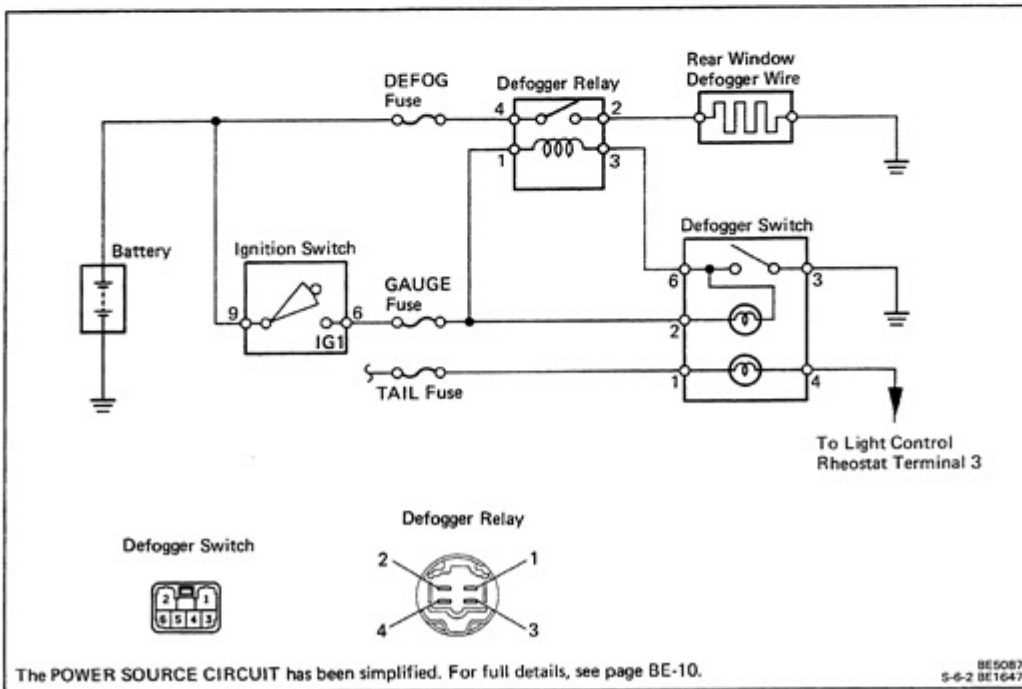 Rear Window
Defogger Wire
DEFOG
Fuse
Defogger Relay
4
2
1
3
Defogger Switch
Battery
Ignition Switch
GAUGE
Fuse
6
3
9
6
IG1
2
TAIL Fuse
1
4
To Light Control
Rheostat Terminal 3
Defogger Relay
Defogger Switch
2
1
4
3
2 1
6 5 4 3
The POWER SOURCE CIRCUIT has been simplified. For full details, see page BE-10.
BE5087
S-6-2 BE1647